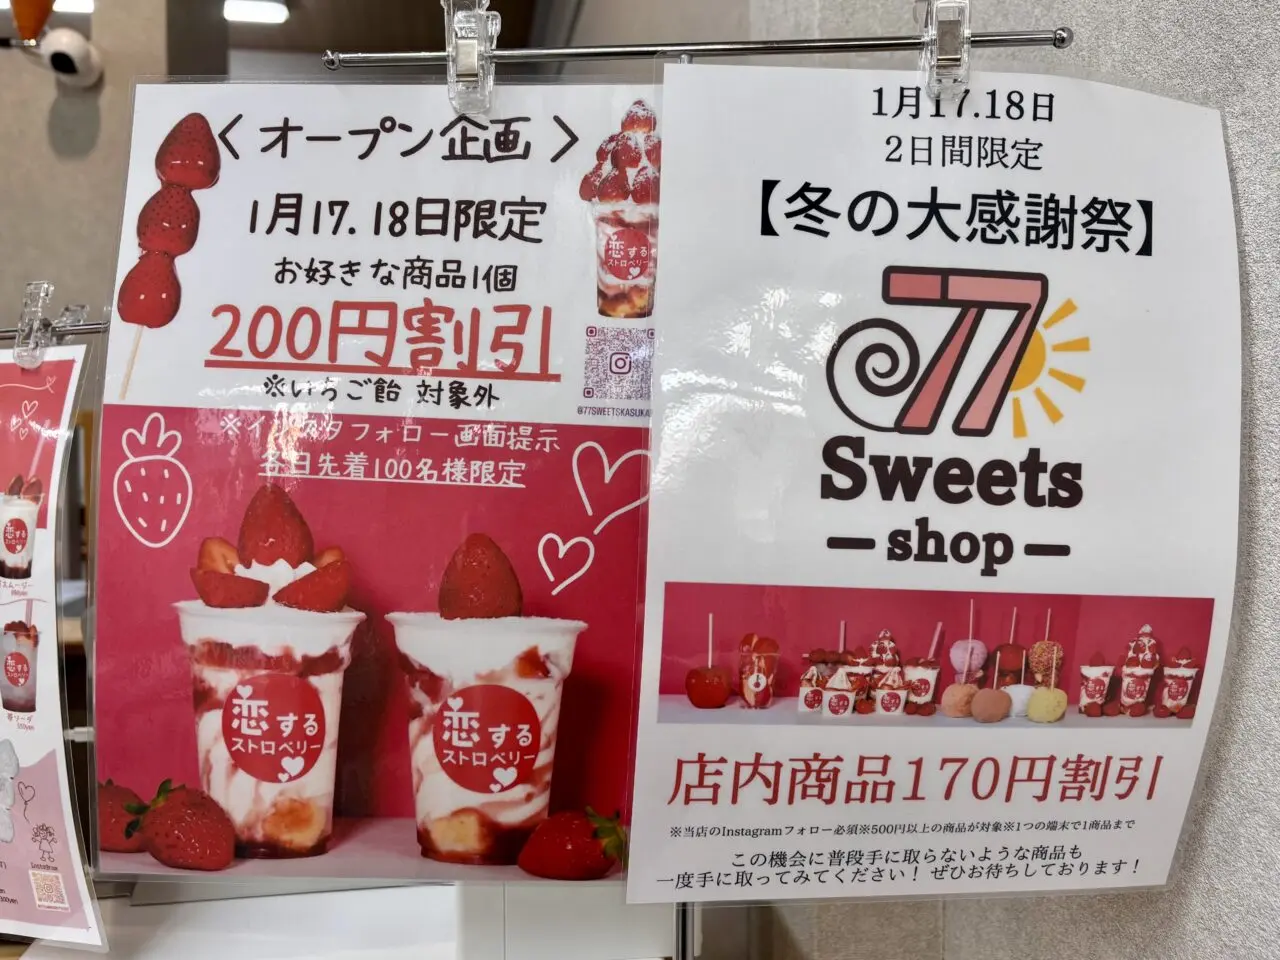 〈オープン企画〉
1月17.18日限定
お好きな商品1個
200円割引
※いちご飴 対象外
※インスタフォロー画面提示
各日先着100名様限定
恋する
ストロベリー
@77SWEETSKASUKA
恋する
ストロベリー
恋する
ストロベリー
1月17.18日
2日間限定
【冬の大感謝祭】
77
Sweets
shop
店内商品170円割引
※当店のInstagramフォロー必須※500円以上の商品が対象※1つの端末で1商品まで
この機会に普段手に取らないような商品も
一度手に取ってみてください！ぜひお待ちしております！
恋する
恋する
Instagram